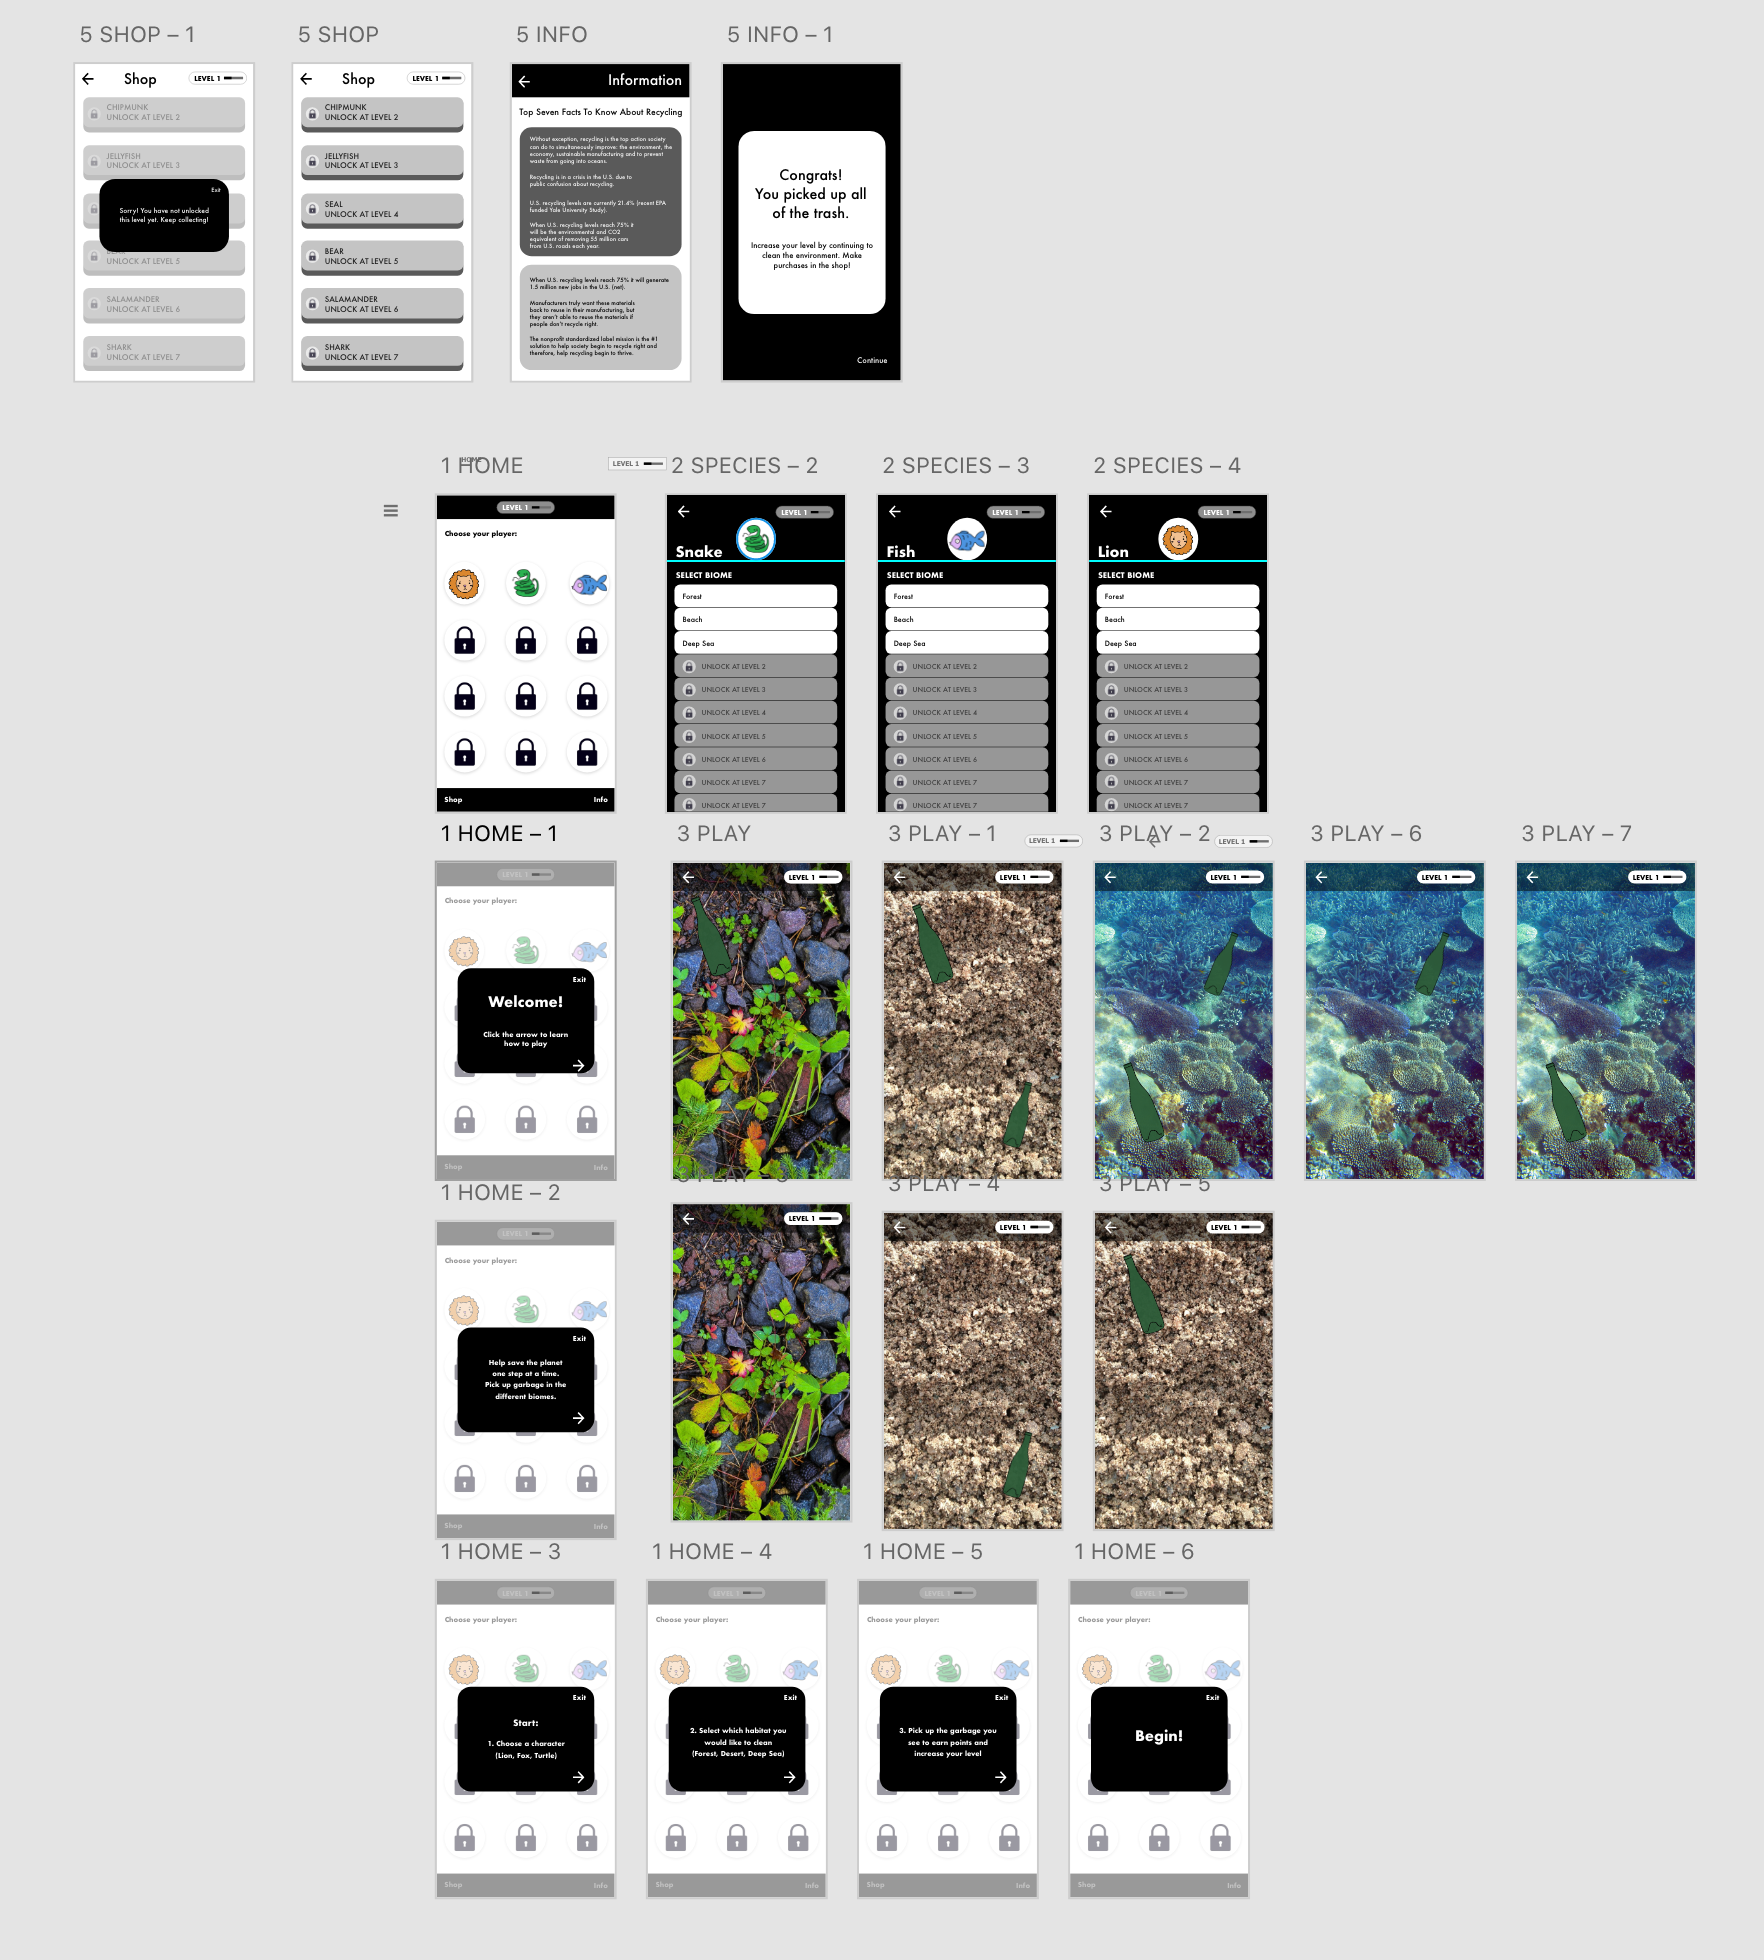 5 SHOP – 1
Shop
LEVEL 1
CHIPMUNK
UNLOCK AT LEVEL 2
JELLYFISH
UNLOCK AT LEVEL 3
Exit
Sorry! You have not unlocked
this level yet. Keep collecting!
UNLOCK AT LEVEL 5
SALAMANDER
UNLOCK AT LEVEL 6
SHARK
UNLOCK AT LEVEL 7
5 SHOP
Shop
LEVEL 1
CHIPMUNK
UNLOCK AT LEVEL 2
JELLYFISH
UNLOCK AT LEVEL 3
SEAL
UNLOCK AT LEVEL 4
BEAR
UNLOCK AT LEVEL 5
SALAMANDER
UNLOCK AT LEVEL 6
SHARK
UNLOCK AT LEVEL 7
5 INFO
Information
Top Seven Facts To Know About Recycling
Without exception, recycling is the top action society
can do to simultaneously improve: the environment, the
economy, sustainable manufacturing and to prevent
waste from going into oceans.
Recycling is in a crisis in the U.S. due to
public confusion about recycling.
U.S. recycling levels are currently 21.4% (recent EPA
funded Yale University Study).
When U.S. recycling levels reach 75% it
will be the environmental and CO2
equivalent of removing 55 million cars
from U.S. roads each year.
When U.S. recycling levels reach 75% it will generate
1.5 million new jobs in the U.S. (net).
Manufacturers truly want these materials
back to reuse in their manufacturing, but
they aren't able to reuse the materials if
people don't recycle right.
The nonprofit standardized label mission is the #1
solution to help society begin to recycle right and
therefore, help recycling begin to thrive.
5 INFO – 1
Congrats!
You picked up all
of the trash.
Increase your level by continuing to
clean the environment. Make
purchases in the shop!
Continue
1 HOME
HOME
LEVEL 1
LEVEL 1
Choose your player:
Shop
Info
2 SPECIES – 2
LEVEL 1
Snake
SELECT BIOME
Forest
Beach
Deep Sea
UNLOCK AT LEVEL 2
UNLOCK AT LEVEL 3
UNLOCK AT LEVEL 4
UNLOCK AT LEVEL 5
UNLOCK AT LEVEL 6
UNLOCK AT LEVEL 7
UNLOCK AT LEVEL 7
2 SPECIES – 3
LEVEL 1
Fish
SELECT BIOME
Forest
Beach
Deep Sea
UNLOCK AT LEVEL 2
UNLOCK AT LEVEL 3
UNLOCK AT LEVEL 4
UNLOCK AT LEVEL 5
UNLOCK AT LEVEL 6
UNLOCK AT LEVEL 7
UNLOCK AT LEVEL 7
2 SPECIES – 4
LEVEL 1
Lion
SELECT BIOME
Forest
Beach
Deep Sea
UNLOCK AT LEVEL 2
UNLOCK AT LEVEL 3
UNLOCK AT LEVEL 4
UNLOCK AT LEVEL 5
UNLOCK AT LEVEL 6
UNLOCK AT LEVEL 7
UNLOCK AT LEVEL 7
1 HOME – 1
LEVEL 1
Choose your player:
Exit
Welcome!
Click the arrow to learn
how to play
Shop
Info
3 PLAY
LEVEL 1
3 PLAY – 1
LEVEL 1
LEVEL 1
3 PLAY – 2
LEVEL 1
LEVEL 1
3 PLAY – 6
LEVEL 1
3 PLAY – 7
LEVEL 1
1 HOME – 2
LEVEL 1
Choose your player:
Exit
Help save the planet
one step at a time.
Pick up garbage in the
different biomes.
Shop
Info
3 PLAY – 3
LEVEL 1
3 PLAY – 4
LEVEL 1
3 PLAY – 5
LEVEL 1
1 HOME – 3
LEVEL 1
Choose your player:
Exit
Start:
1. Choose a character
(Lion, Fox, Turtle)
Shop
Info
1 HOME – 4
LEVEL 1
Choose your player:
Exit
2. Select which habitat you
would like to clean
(Forest, Desert, Deep Sea)
Shop
Info
1 HOME – 5
LEVEL 1
Choose your player:
Exit
3. Pick up the garbage you
see to earn points and
increase your level
Shop
Info
1 HOME – 6
LEVEL 1
Choose your player:
Exit
Begin!
Shop
Info